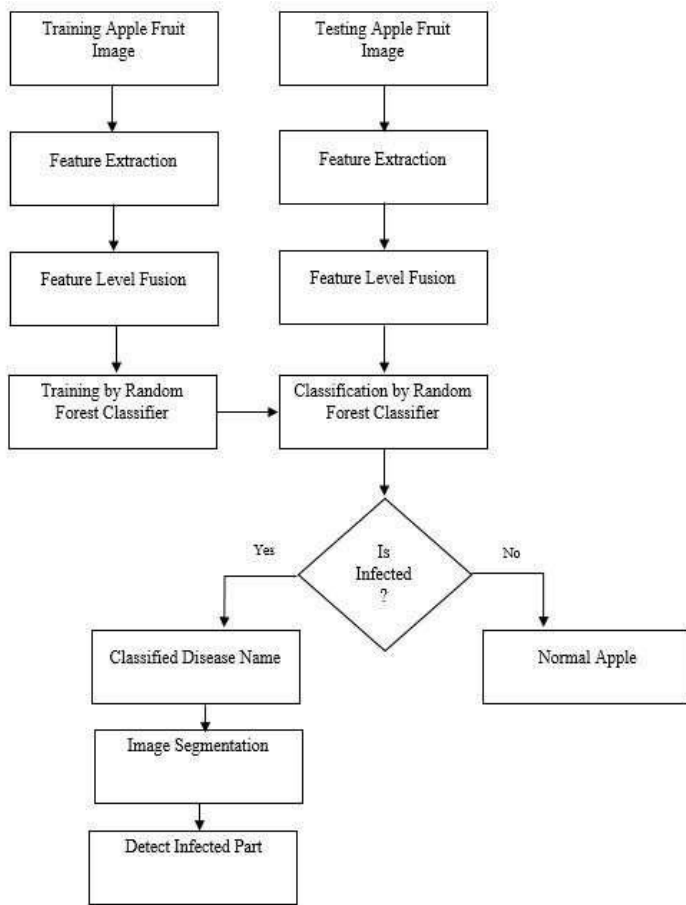 Training Apple Fruit
Image
Testing Apple Fruit
Image
Feature Extraction
Feature Extraction
Feature Level Fusion
Feature Level Fusion
Training by Random
Forest Classifier
Classification by Random
Forest Classifier
Is
Infected
?
Yes
No
Classified Disease Name
Normal Apple
Image Segmentation
Detect Infected Part